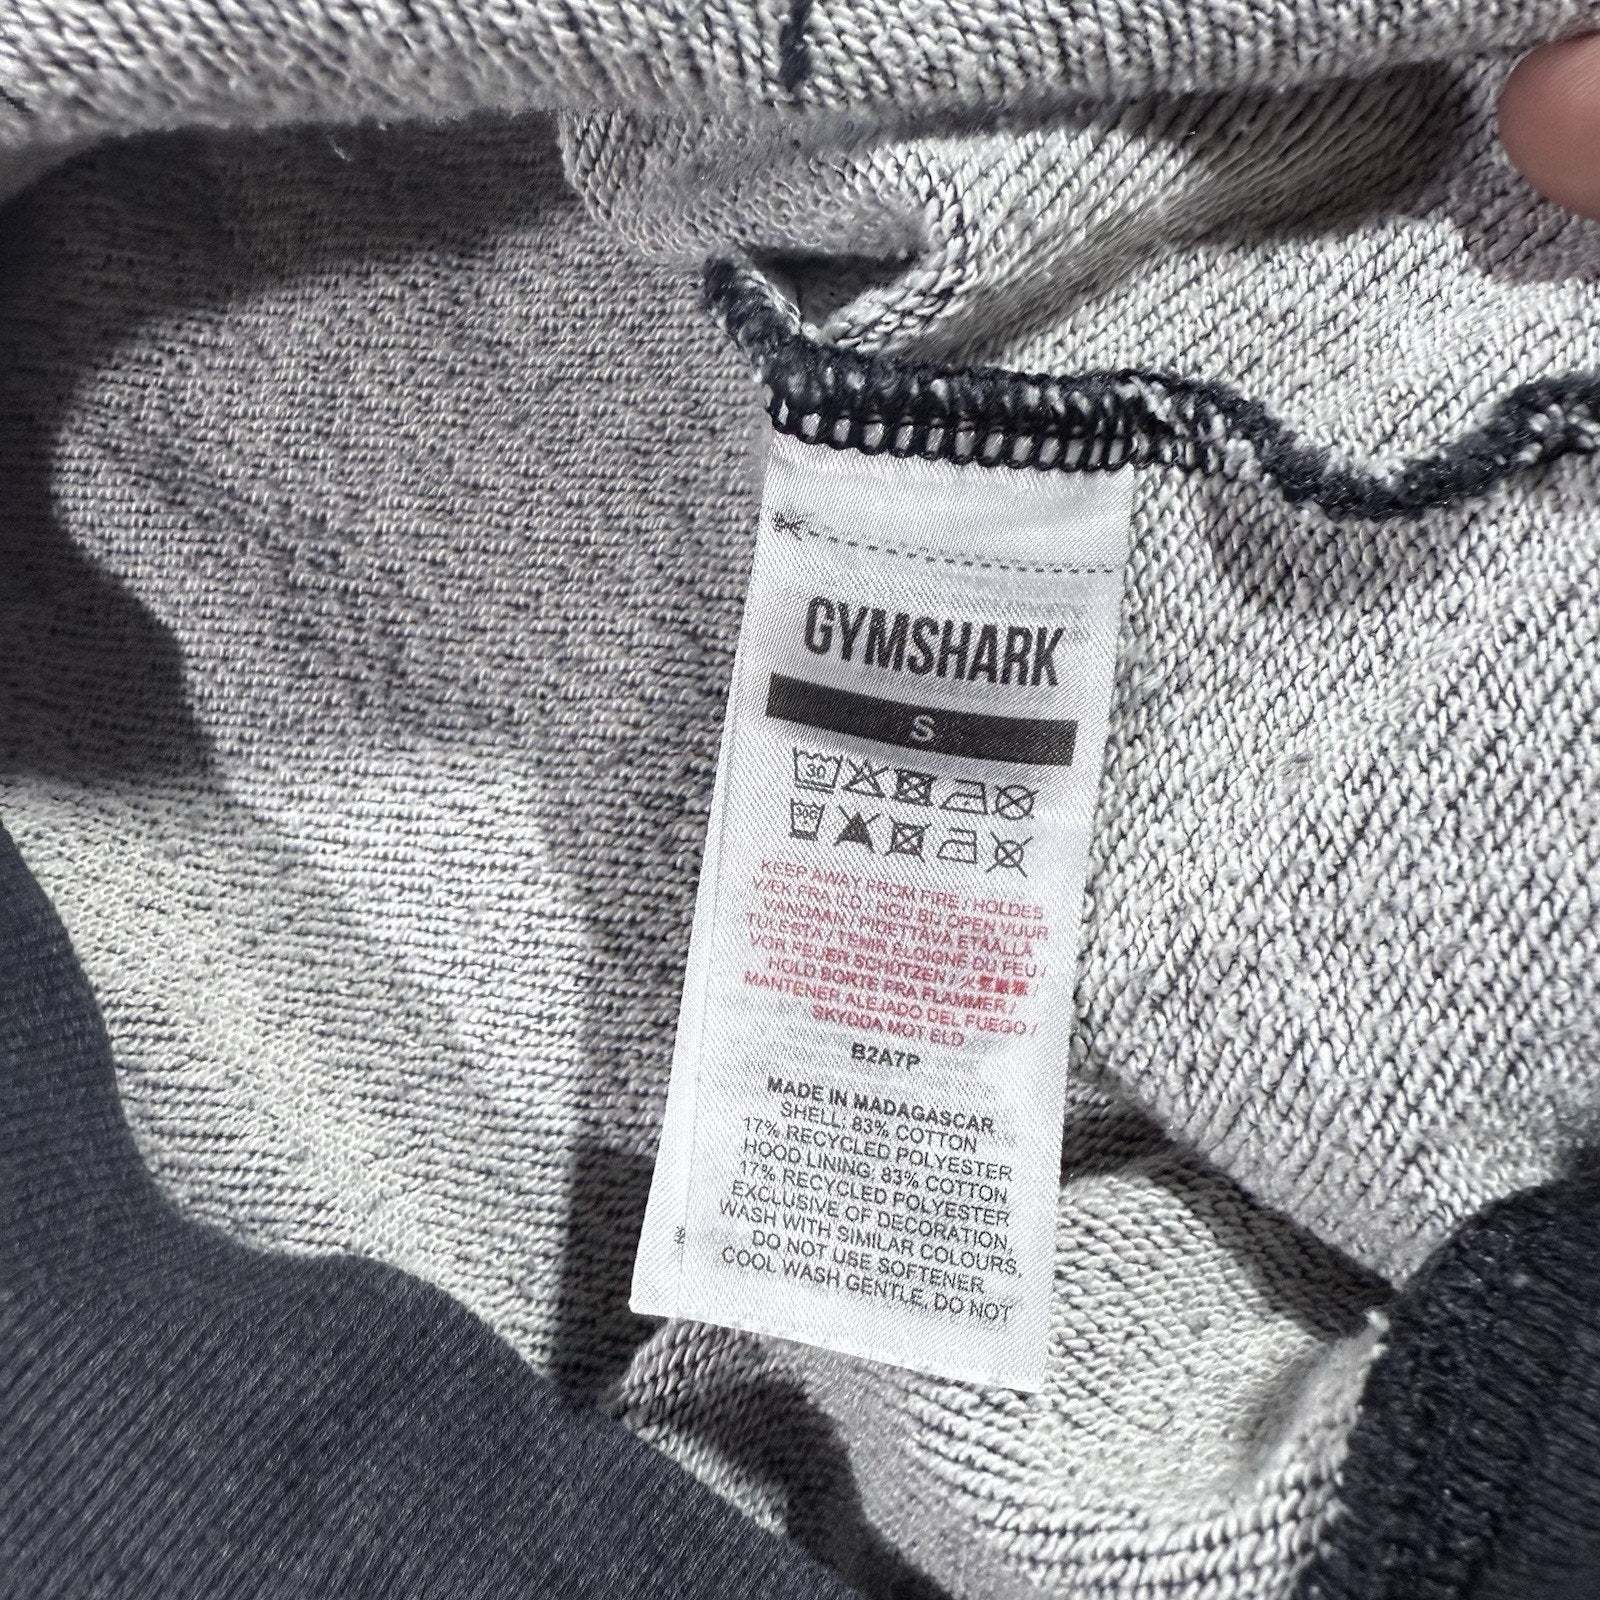 GYMSHARK
S
30
30C
KEEP AWAY FROM FIRE / HOLDES
VÆK FRA ILD / HOU BIJ OPEN VUUR
VANDAAN / PIDETTÄVÄ ETÄÄLLÄ
TULESTA / TENIR ÉLOIGNÉ DU FEU /
VOR FEUER SCHÜTZEN /
HOLD BORTE FRA FLAMMER /
MANTENER ALEJADO DEL FUEGO /
SKYDDA MOT ELD
B2A7P
MADE IN MADAGASCAR
SHELL: 83% COTTON
17% RECYCLED POLYESTER
HOOD LINING: 83% COTTON
17% RECYCLED POLYESTER
EXCLUSIVE OF DECORATION,
WASH WITH SIMILAR COLOURS,
DO NOT USE SOFTENER
COOL WASH GENTLE, DO NOT